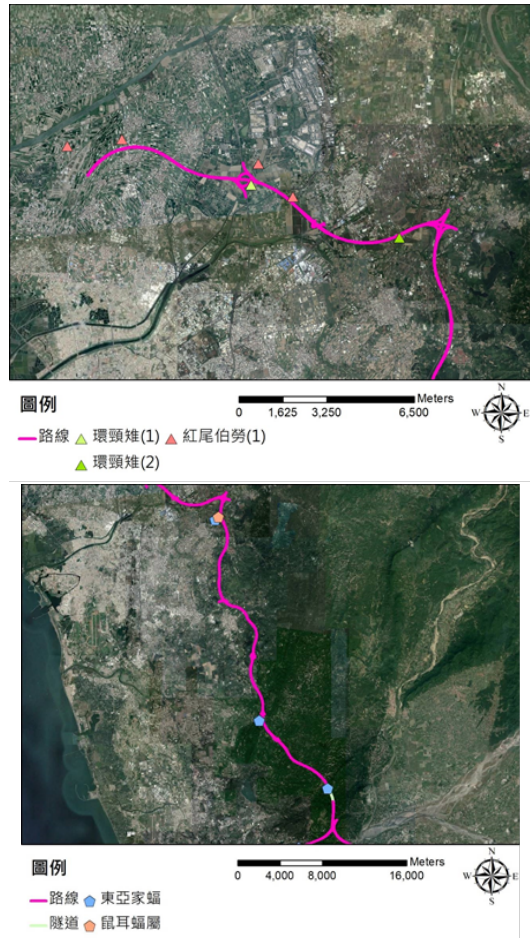 圖例
Meters
0 1,625 3,250 6,500
N
W E
S
路線 環頸雉(1) 紅尾伯勞(1)
環頸雉(2)
圖例
Meters
0 4,000 8,000 16,000
N
W E
S
路線 東亞家蝠
隧道 鼠耳蝠屬